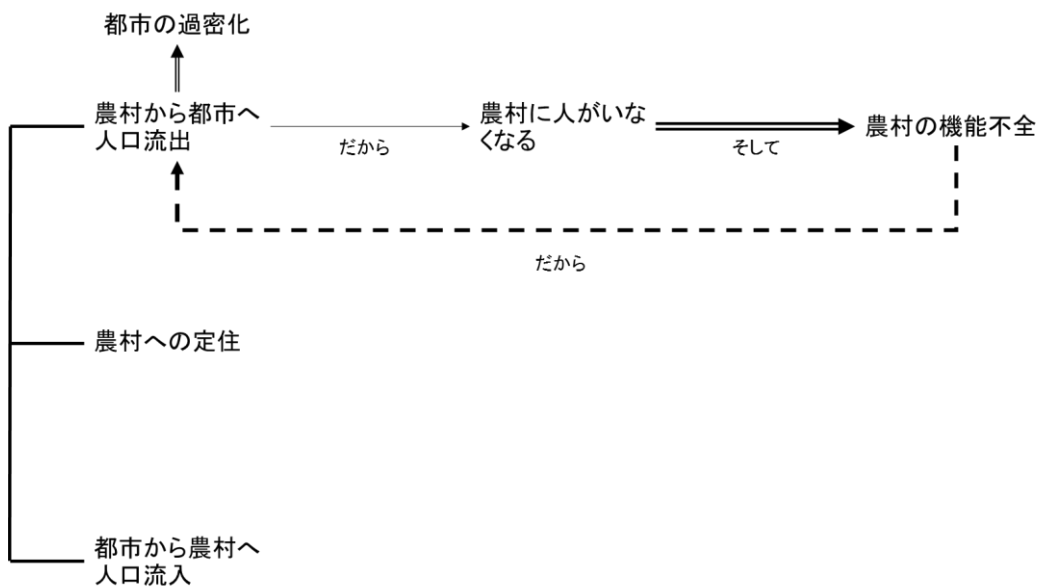 都市の過密化
農村から都市へ
人口流出
だから
農村に人がいな
くなる
そして
農村の機能不全
だから
農村への定住
都市から農村へ
人口流入